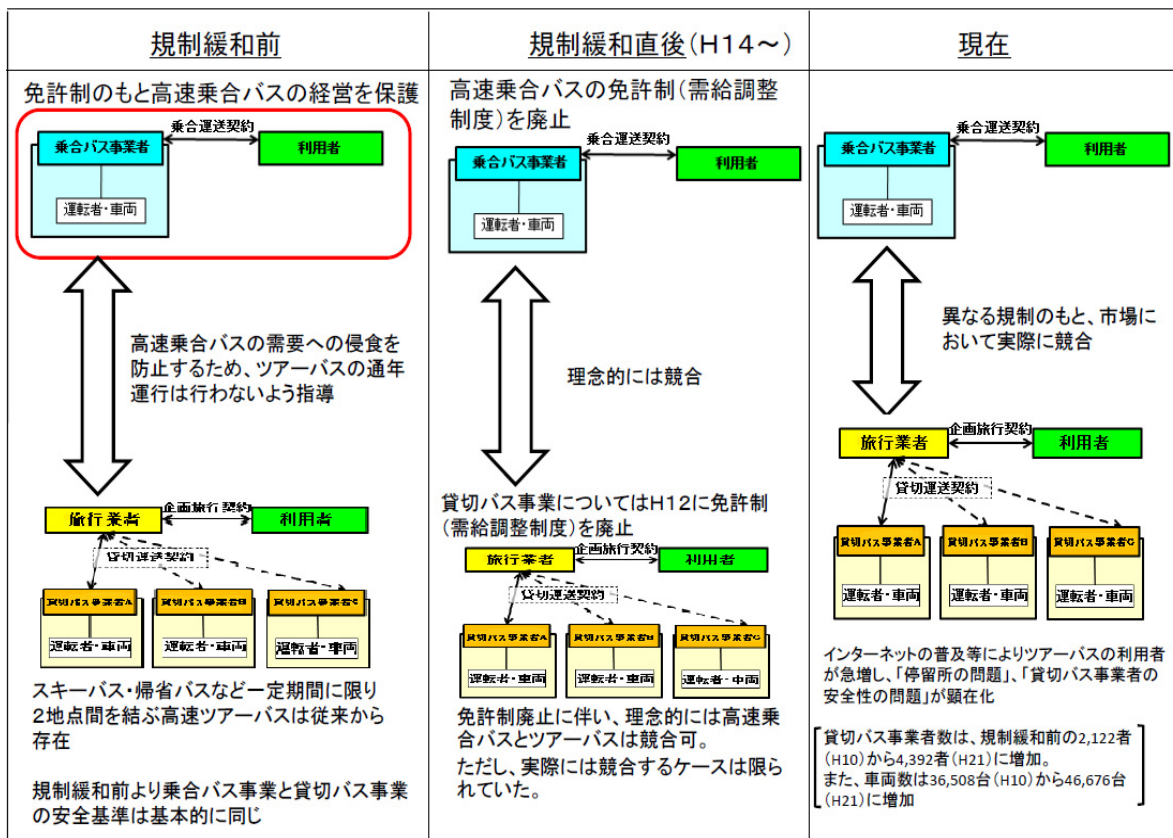 規制緩和前
免許制のもと高速乗合バスの経営を保護
乗合運送契約
乗合バス事業者
利用者
運転者・車両
高速乗合バスの需要への侵食を
防止するため、ツアーバスの通年
運行は行わないよう指導
企画旅行契約
旅行業者
利用者
貸切運送契約
貸切バス事業者A
貸切バス事業者B
貸切バス事業者C
運転者・車両
運転者・車両
運転者・車両
スキーバス・帰省バスなど一定期間に限り
2地点間を結ぶ高速ツアーバスは従来から
存在
規制緩和前より乗合バス事業と貸切バス事業
の安全基準は基本的に同じ
規制緩和直後(H14~)
高速乗合バスの免許制(需給調整
制度)を廃止
乗合運送契約
乗合バス事業者
利用者
運転者・車両
理念的には競合
貸切バス事業についてはH12に免許制
(需給調整制度)を廃止
企画旅行契約
旅行業者
利用者
貸切運送契約
貸切バス事業者A
貸切バス事業者B
貸切バス事業者C
運転者・車両
運転者・車両
運転者・車両
免許制廃止に伴い、理念的には高速乗
合バスとツアーバスは競合可。
ただし、実際には競合するケースは限ら
れていた。
現在
乗合運送契約
乗合バス事業者
利用者
運転者・車両
異なる規制のもと、市場に
おいて実際に競合
企画旅行契約
旅行業者
利用者
貸切運送契約
貸切バス事業者A
貸切バス事業者B
貸切バス事業者C
運転者・車両
運転者・車両
運転者・車両
インターネットの普及等によりツアーバスの利用者
が急増し、「停留所の問題」、「貸切バス事業者の
安全性の問題」が顕在化
貸切バス事業者数は、規制緩和前の2,122者
(H10)から4,392者(H21)に増加。
また、車両数は36,508台(H10)から46,676台
(H21)に増加